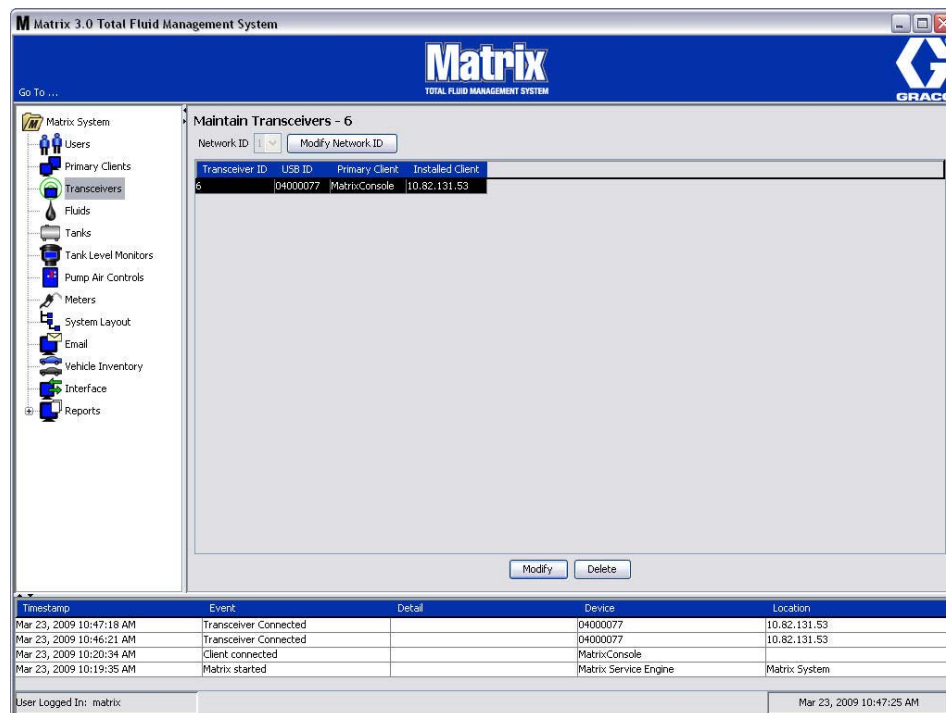 M Matrix 3.0 Total Fluid Management System
Matrix
TOTAL FLUID MANAGEMENT SYSTEM
Go To ...
GRACO
Matrix System
Users
Primary Clients
Transceivers
Fluids
Tanks
Tank Level Monitors
Pump Air Controls
Meters
System Layout
Email
Vehicle Inventory
Interface
Reports
Maintain Transceivers - 6
Network ID 1 Modify Network ID
Transceiver ID USB ID Primary Client Installed Client
6 04000077 MatrixConsole 10.82.131.53
Modify Delete
Timestamp Event Detail Device Location
Mar 23, 2009 10:47:18 AM Transceiver Connected 04000077 10.82.131.53
Mar 23, 2009 10:46:21 AM Transceiver Connected 04000077 10.82.131.53
Mar 23, 2009 10:20:34 AM Client connected MatrixConsole
Mar 23, 2009 10:19:35 AM Matrix started Matrix Service Engine Matrix System
User Logged In: matrix Mar 23, 2009 10:47:25 AM